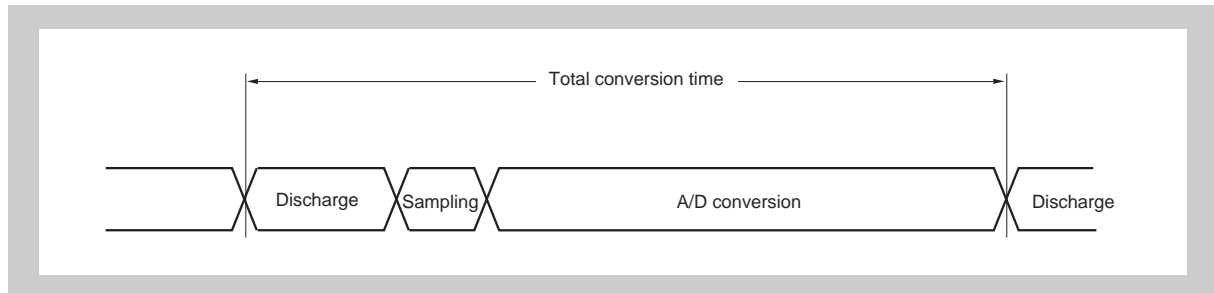 Total conversion time
Discharge
Sampling
A/D conversion
Discharge